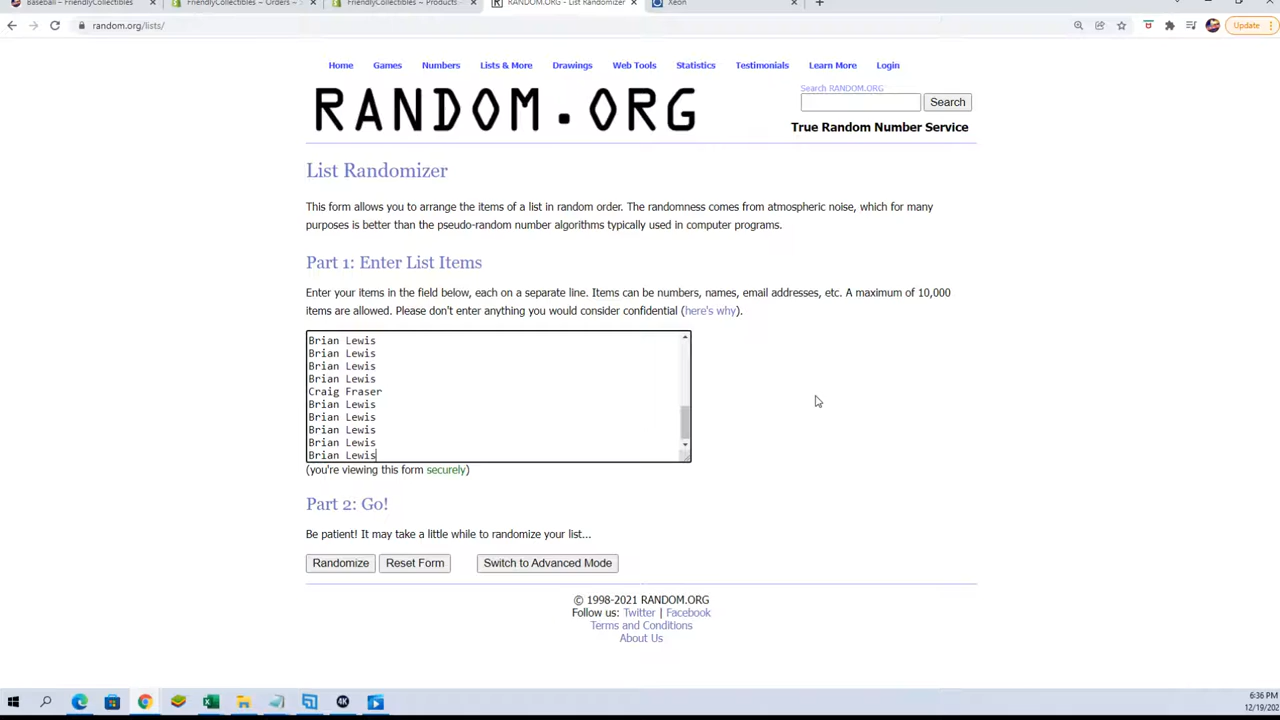 Baseball – FriendlyCollectibles
FriendlyCollectibles ~ Orders
FriendlyCollectibles ~ Products
RANDOM.ORG - List Randomizer
Xeon
random.org/lists/
Update
Home Games Numbers Lists & More Drawings Web Tools Statistics Testimonials Learn More Login
Search RANDOM.ORG
RANDOM.ORG
Search
True Random Number Service
List Randomizer
This form allows you to arrange the items of a list in random order. The randomness comes from atmospheric noise, which for many
purposes is better than the pseudo-random number algorithms typically used in computer programs.
Part 1: Enter List Items
Enter your items in the field below, each on a separate line. Items can be numbers, names, email addresses, etc. A maximum of 10,000
items are allowed. Please don't enter anything you would consider confidential (here's why).
Brian Lewis
Brian Lewis
Brian Lewis
Brian Lewis
Craig Fraser
Brian Lewis
Brian Lewis
Brian Lewis
Brian Lewis
Brian Lewis
(you're viewing this form securely)
Part 2: Go!
Be patient! It may take a little while to randomize your list...
Randomize Reset Form Switch to Advanced Mode
© 1998-2021 RANDOM.ORG
Follow us: Twitter | Facebook
Terms and Conditions
About Us
4K
6:36 PM
12/19/202